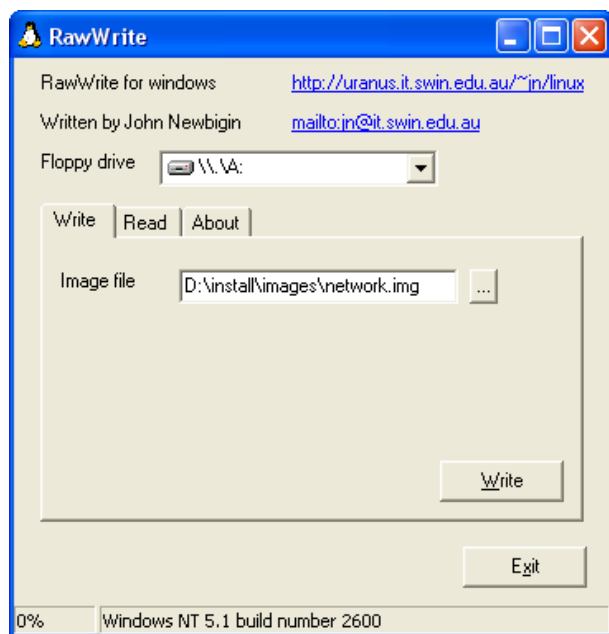 RawWrite
RawWrite for windows http://uranus.it.swin.edu.au/~jn/linux
Written by John Newbigin mailto:jn@it.swin.edu.au
Floppy drive \\.\A:
Write Read About
Image file D:\install\images\network.img ...
Write
Exit
0% Windows NT 5.1 build number 2600